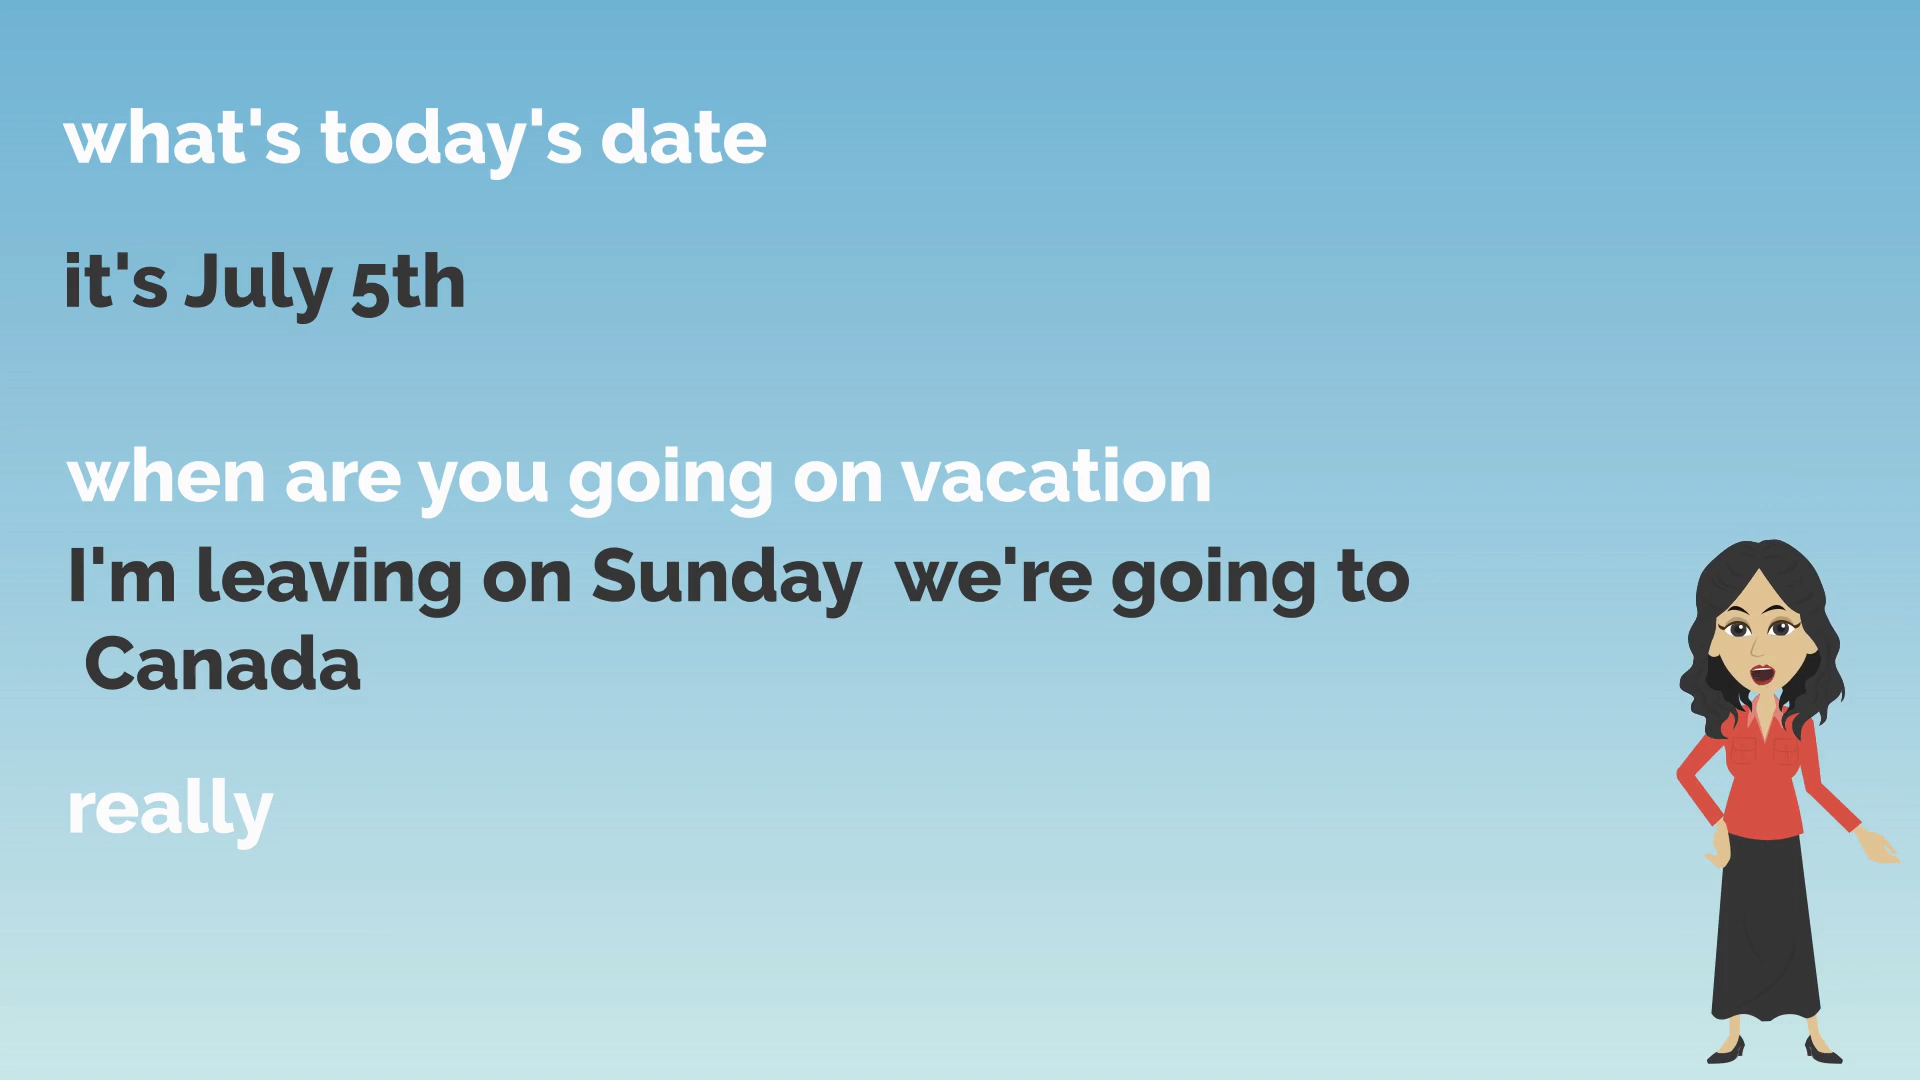 what's today's date
it's July 5th
when are you going on vacation
I'm leaving on Sunday  we're going to
Canada
really